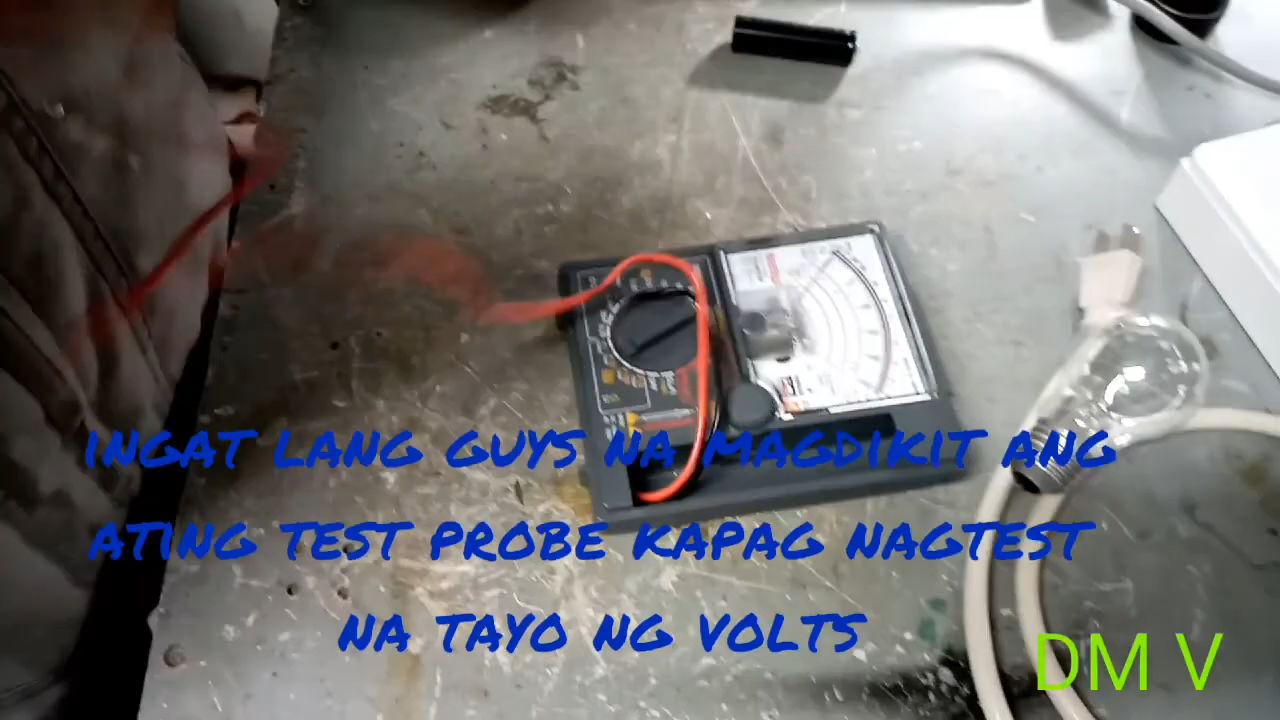 INGAT LANG GUYS NA MAGDIKIT ANG
ATING TEST PROBE KAPAG NAGTEST
NA TAYO NG VOLTS
DM V